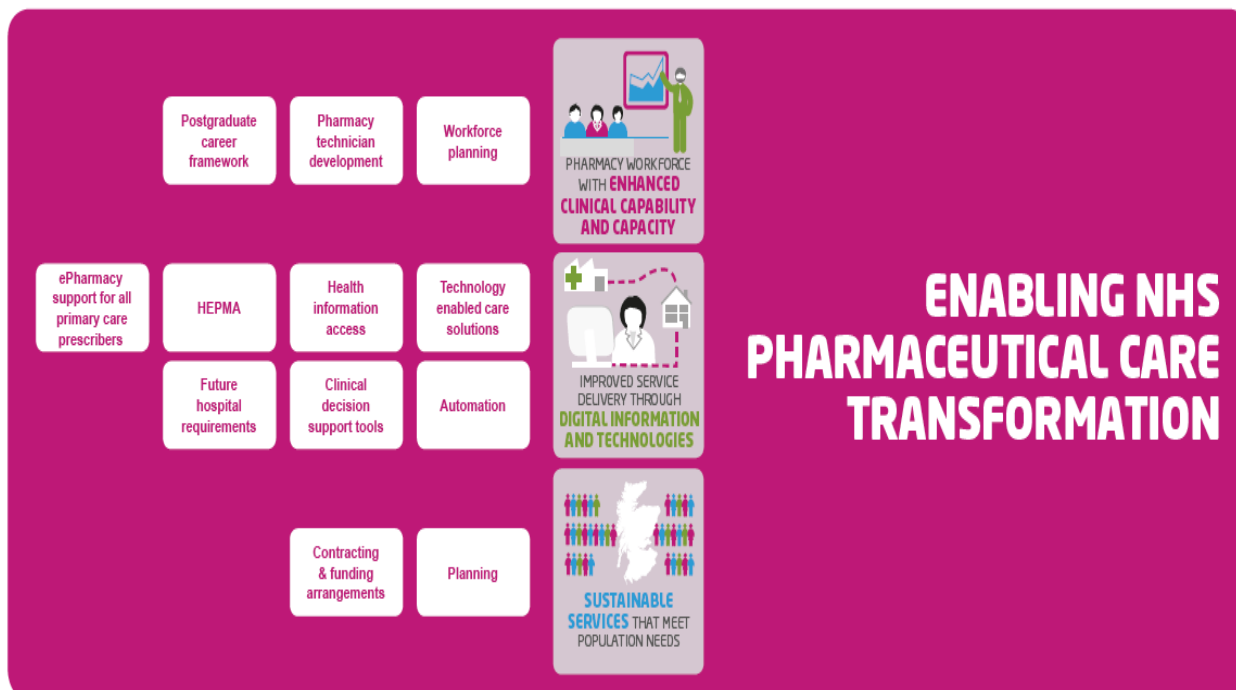 Postgraduate
career
framework
Pharmacy
technician
development
Workforce
planning
PHARMACY WORKFORCE
WITH ENHANCED
CLINICAL CAPABILITY
AND CAPACITY
ePharmacy
support for all
primary care
prescribers
HEPMA
Health
information
access
Technology
enabled care
solutions
Future
hospital
requirements
Clinical
decision
support tools
Automation
IMPROVED SERVICE
DELIVERY THROUGH
DIGITAL INFORMATION
AND TECHNOLOGIES
ENABLING NHS
PHARMACEUTICAL CARE
TRANSFORMATION
Contracting
& funding
arrangements
Planning
SUSTAINABLE
SERVICES THAT MEET
POPULATION NEEDS